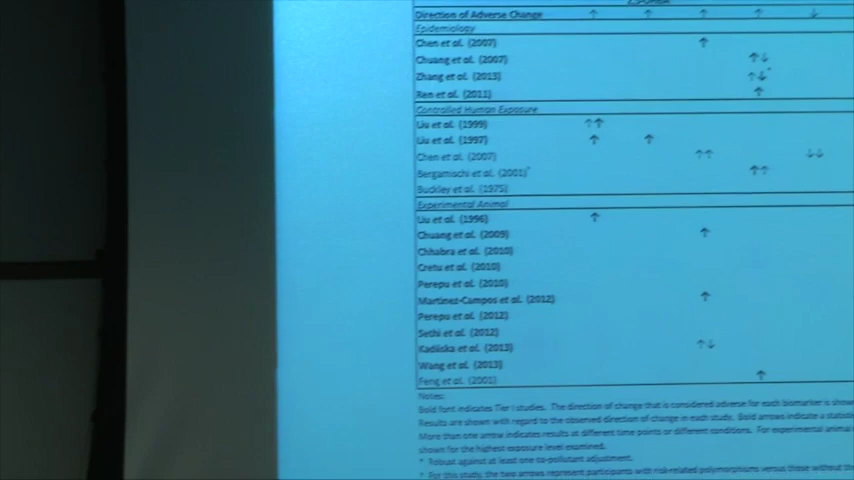 Direction of Adverse Change ↑ ↑ ↑ ↑ ↓
Epidemiology
Chen et al. (2007) ↑
Chuang et al. (2007) ↑↓
Zhang et al. (2013) ↑↓*
Ren et al. (2011) ↑
Controlled Human Exposure
Liu et al. (1999) ↑↑
Liu et al. (1997) ↑ ↑
Chen et al. (2007) ↑↑ ↓↓
Bergamischi et al. (2001)+ ↑↑
Buckley et al. (1975)
Experimental Animal
Liu et al. (1996) ↑
Chuang et al. (2009) ↑
Chhabra et al. (2010)
Cretu et al. (2010)
Perepu et al. (2010)
Martinez-Campos et al. (2012) ↑
Perepu et al. (2012)
Sethi et al. (2012)
Kadiiska et al. (2013) ↑↓
Wang et al. (2013)
Feng et al. (2001) ↑
Notes:
Bold font indicates Tier I studies. The direction of change that is considered adverse for each biomarker is show
Results are shown with regard to the observed direction of change in each study. Bold arrows indicate a statisti
More than one arrow indicates results at different time points or different conditions. For experimental animal
shown for the highest exposure level examined.
* Robust against at least one co-pollutant adjustment.
+ For this study, the two arrows represent participants with risk-related polymorphisms versus those without the